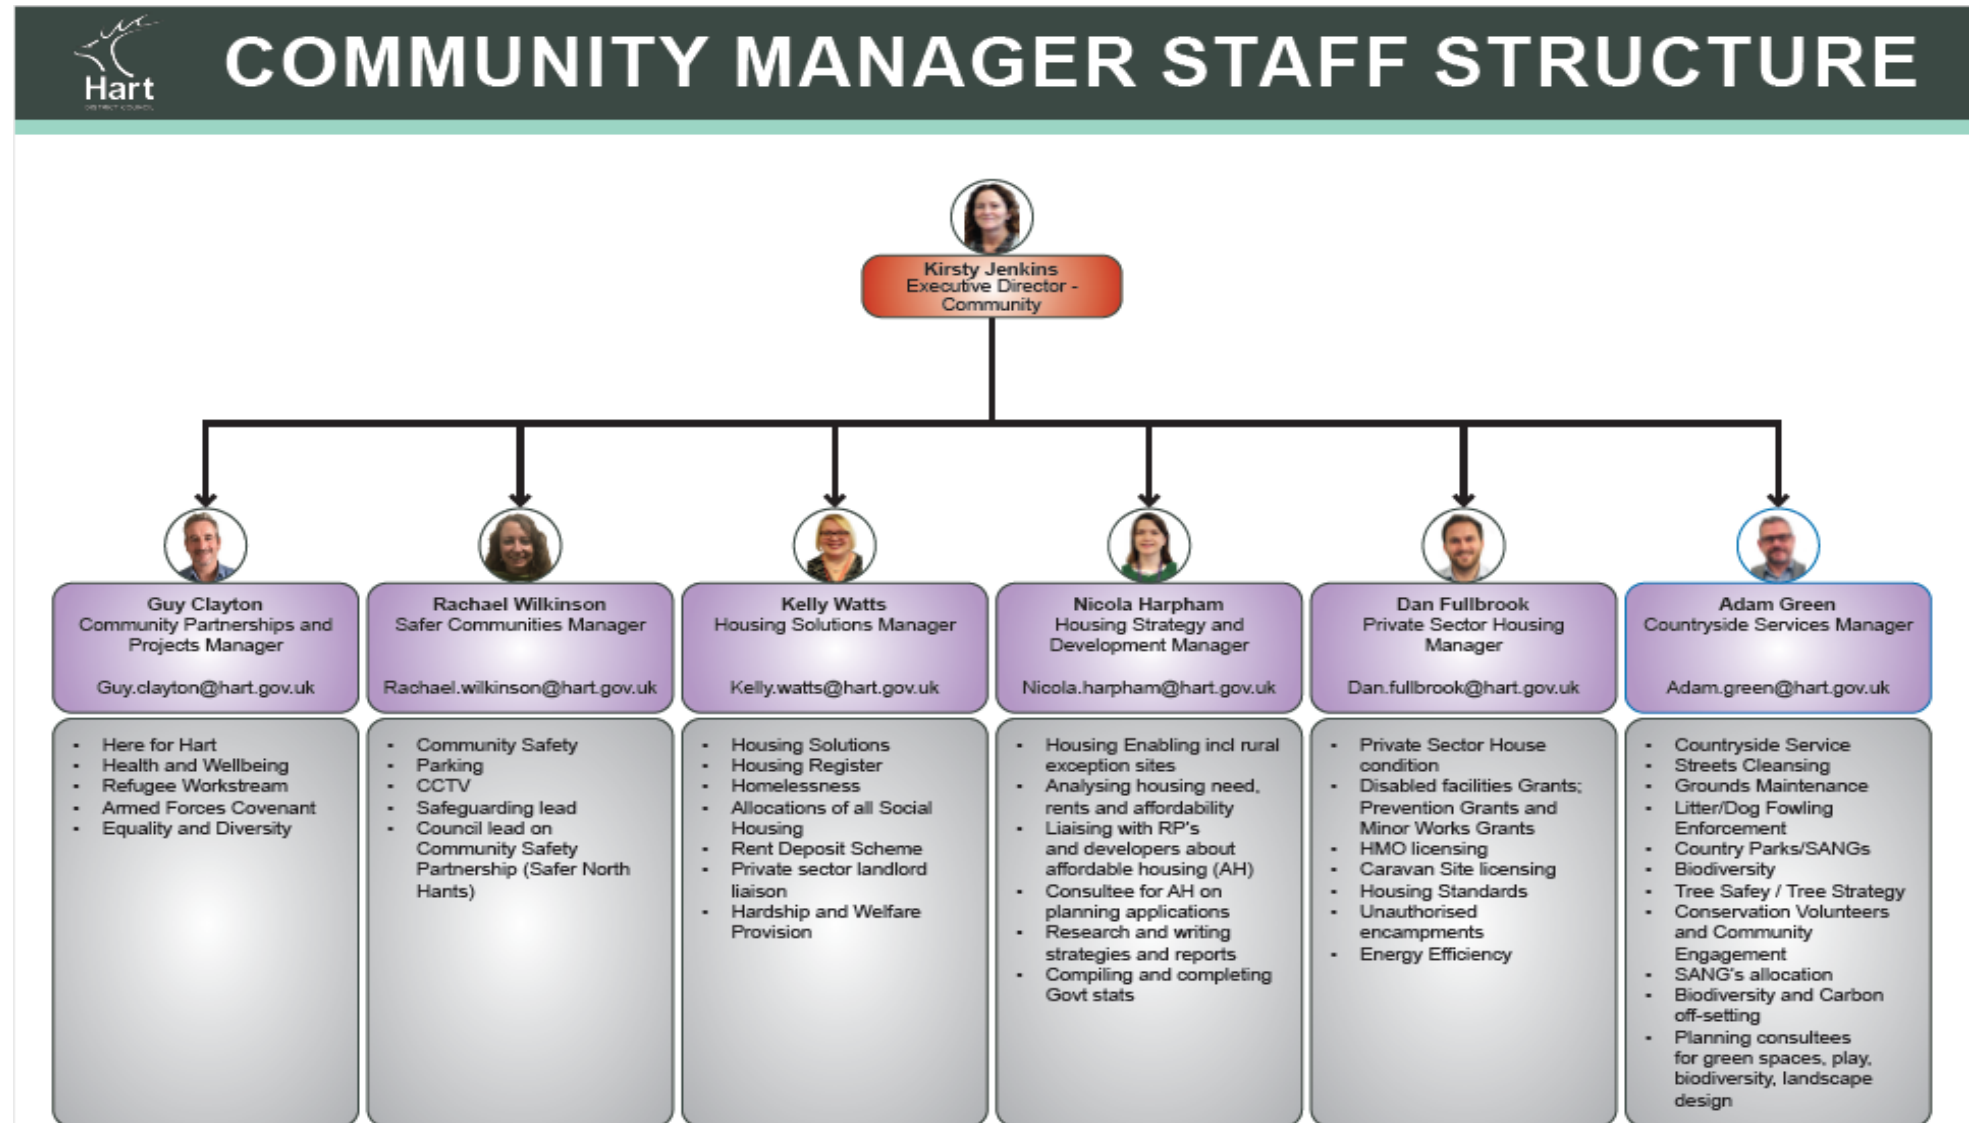 Hart
DISTRICT COUNCIL
COMMUNITY MANAGER STAFF STRUCTURE
Kirsty Jenkins
Executive Director -
Community
Guy Clayton
Community Partnerships and
Projects Manager
Guy.clayton@hart.gov.uk
Rachael Wilkinson
Safer Communities Manager
Rachael.wilkinson@hart.gov.uk
Kelly Watts
Housing Solutions Manager
Kelly.watts@hart.gov.uk
Nicola Harpham
Housing Strategy and
Development Manager
Nicola.harpham@hart.gov.uk
Dan Fullbrook
Private Sector Housing
Manager
Dan.fullbrook@hart.gov.uk
Adam Green
Countryside Services Manager
Adam.green@hart.gov.uk
- Here for Hart
- Health and Wellbeing
- Refugee Workstream
- Armed Forces Covenant
- Equality and Diversity
- Community Safety
- Parking
- CCTV
- Safeguarding lead
- Council lead on
Community Safety
Partnership (Safer North
Hants)
- Housing Solutions
- Housing Register
- Homelessness
- Allocations of all Social
Housing
- Rent Deposit Scheme
- Private sector landlord
liaison
- Hardship and Welfare
Provision
- Housing Enabling incl rural
exception sites
- Analysing housing need,
rents and affordability
- Liaising with RP's
and developers about
affordable housing (AH)
- Consultee for AH on
planning applications
- Research and writing
strategies and reports
- Compiling and completing
Govt stats
- Private Sector House
condition
- Disabled facilities Grants;
Prevention Grants and
Minor Works Grants
- HMO licensing
- Caravan Site licensing
- Housing Standards
- Unauthorised
encampments
- Energy Efficiency
- Countryside Service
- Streets Cleansing
- Grounds Maintenance
- Litter/Dog Fowling
Enforcement
- Country Parks/SANGs
- Biodiversity
- Tree Safey / Tree Strategy
- Conservation Volunteers
and Community
Engagement
- SANG's allocation
- Biodiversity and Carbon
off-setting
- Planning consultees
for green spaces, play,
biodiversity, landscape
design